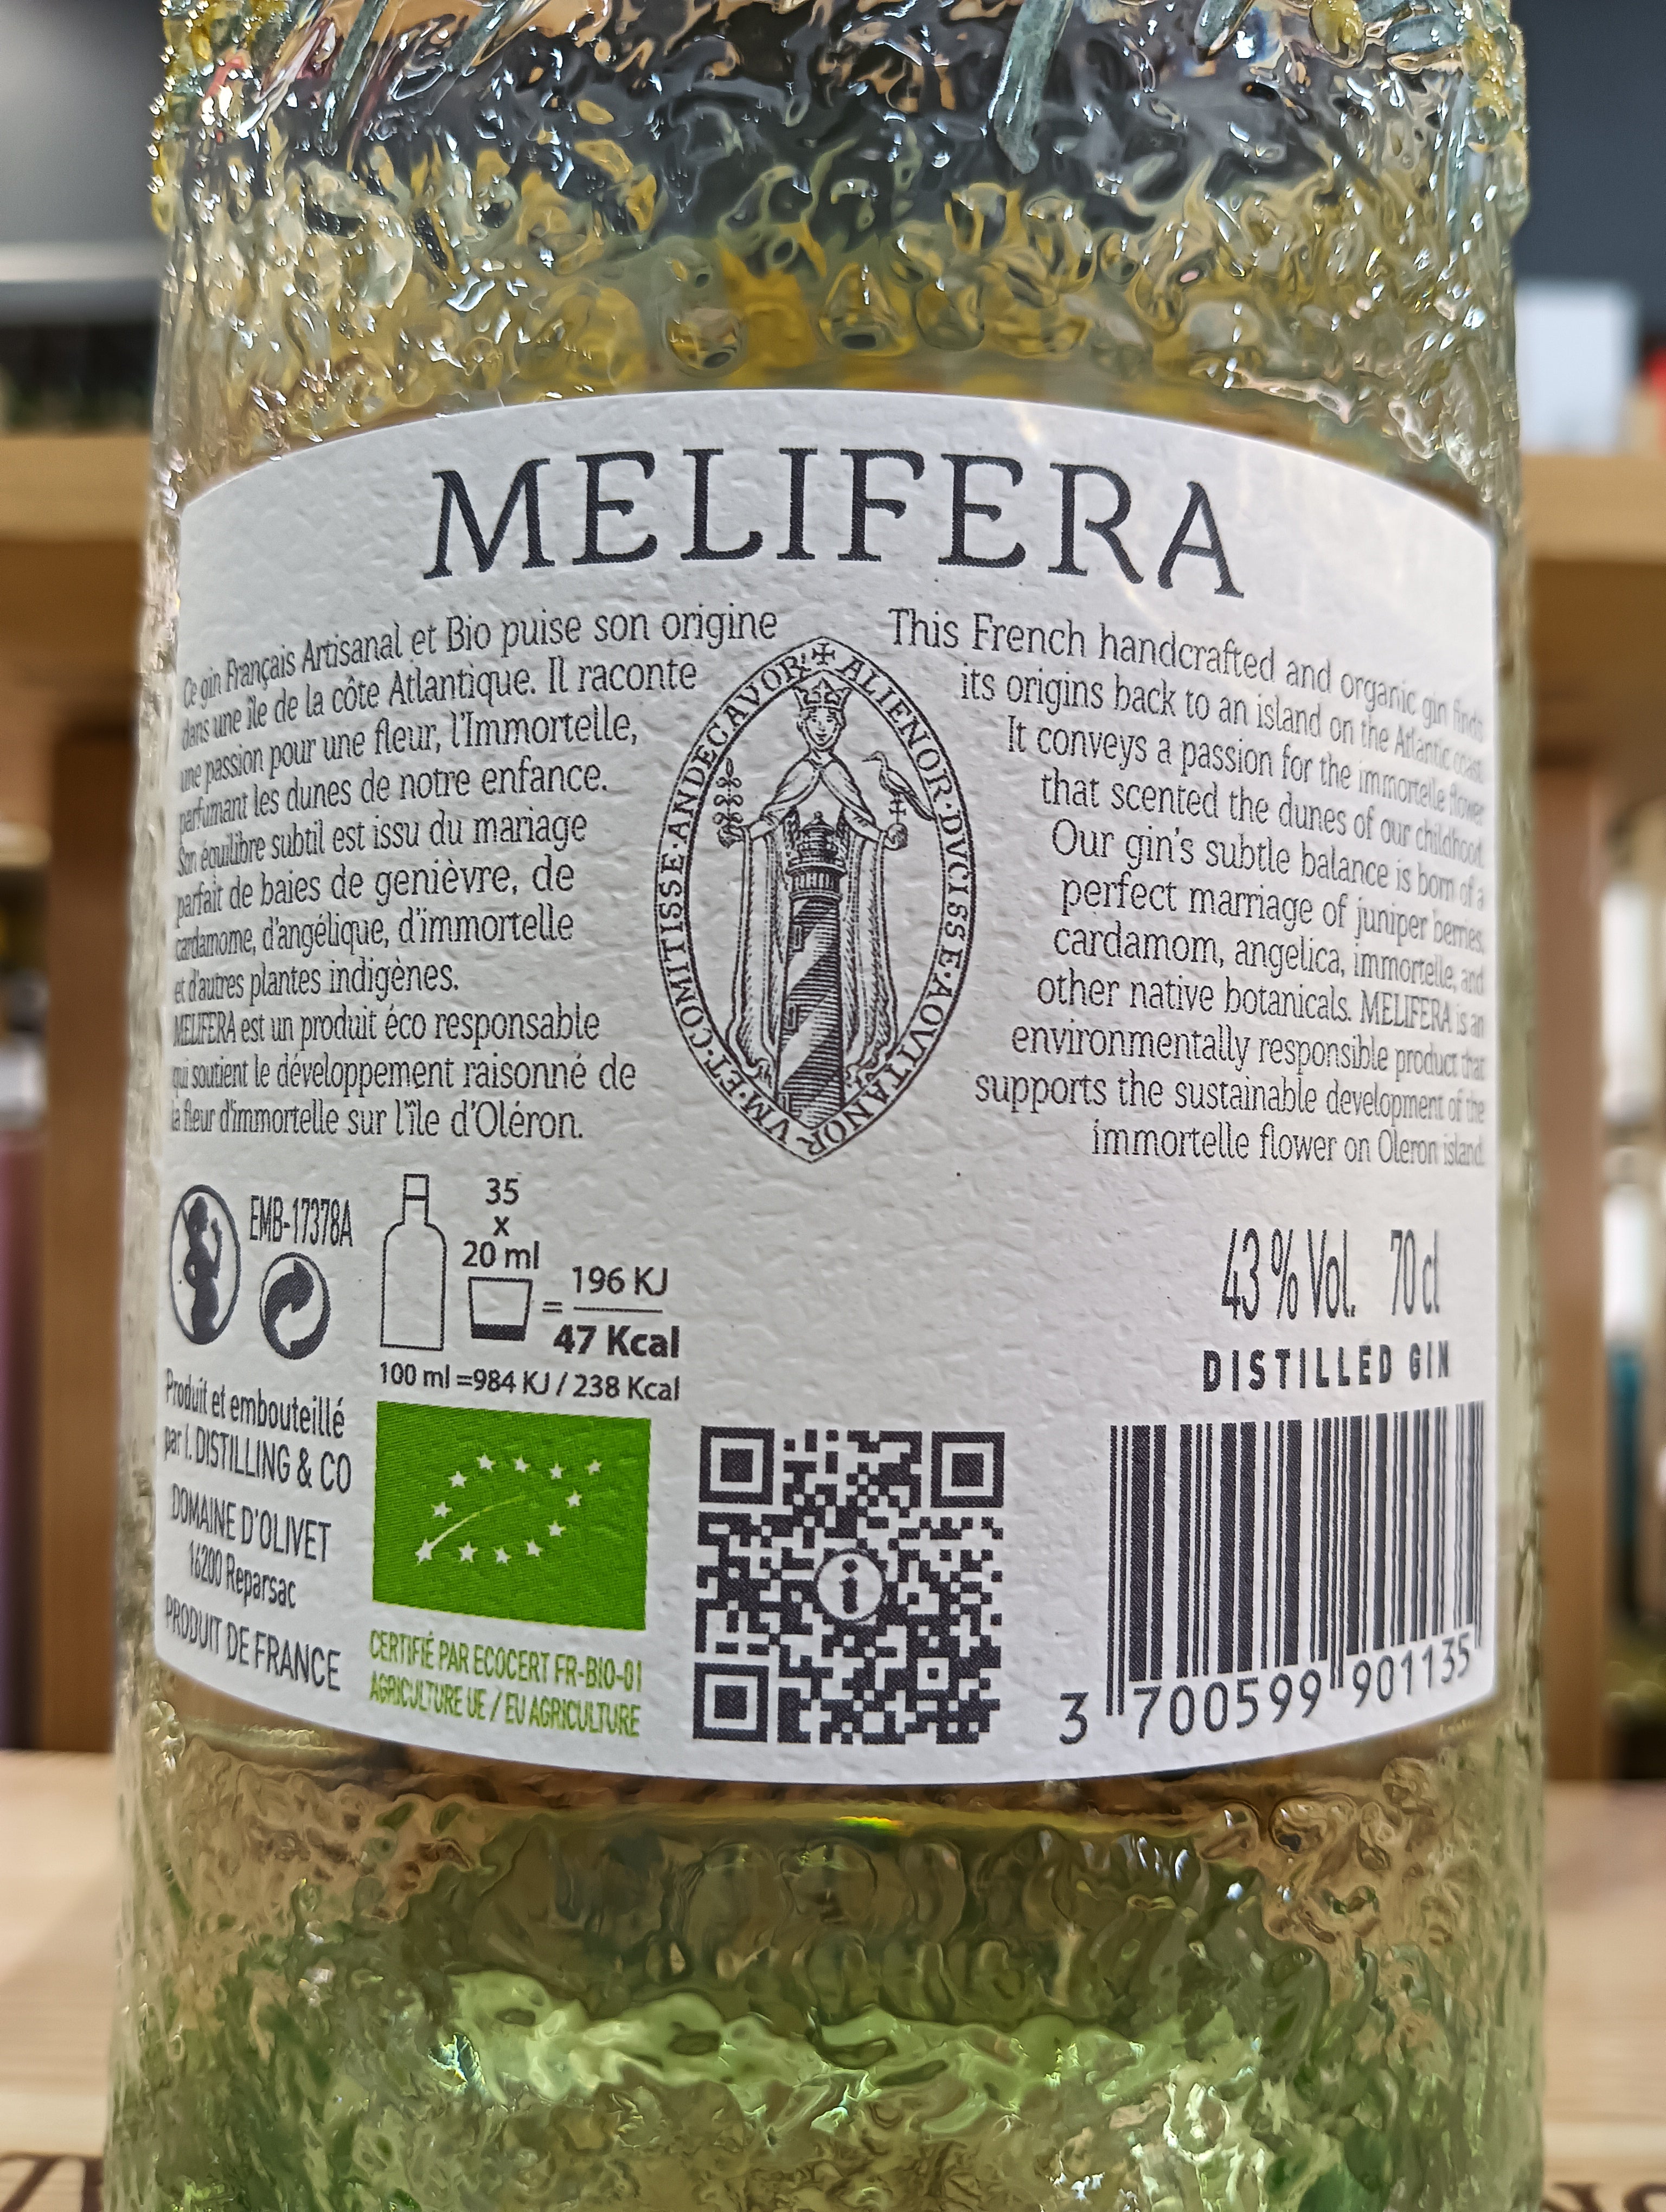 MELIFERA
Ce gin Français Artisanal et Bio puise son origine
dans une île de la côte Atlantique. Il raconte
une passion pour une fleur, l'Immortelle,
parfumant les dunes de notre enfance.
Son équilibre subtil est issu du mariage
parfait de baies de genièvre, de
cardamome, d'angélique, d'immortelle
et d'autres plantes indigènes.
MELIFERA est un produit éco responsable
qui soutient le développement raisonné de
la fleur d'immortelle sur l'île d'Oléron.
✠ ALIENOR·DVCISSE·AQVITANOR VM·ET·COMITISSE·ANDEGAVOR:
This French handcrafted and organic gin finds
its origins back to an island on the Atlantic coast.
It conveys a passion for the immortelle flower
that scented the dunes of our childhood.
Our gin's subtle balance is born of a
perfect marriage of juniper berries,
cardamom, angelica, immortelle, and
other native botanicals. MELIFERA is an
environmentally responsible product that
supports the sustainable development of the
immortelle flower on Oleron island.
EMB-17378A
35
x
20 ml
= 196 KJ
47 Kcal
100 ml =984 KJ / 238 Kcal
Produit et embouteillé
par I. DISTILLING & CO
DOMAINE D'OLIVET
16200 Reparsac
PRODUIT DE FRANCE
CERTIFIÉ PAR ECOCERT FR-BIO-01
AGRICULTURE UE / EU AGRICULTURE
i
43 % Vol. 70 cl
DISTILLED GIN
3 700599 901135